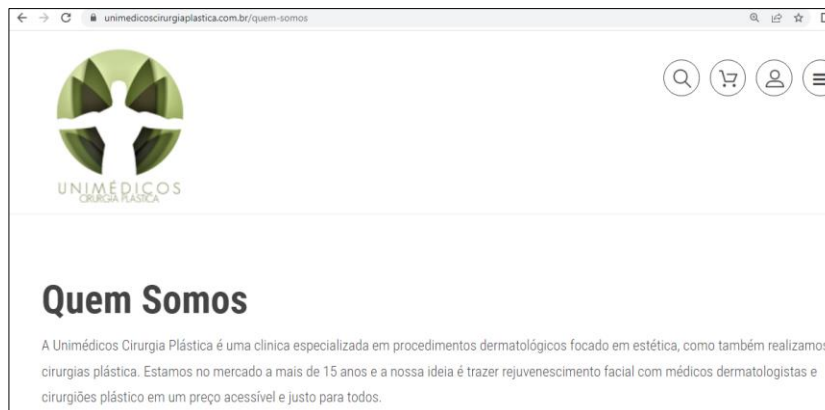 unimedicoscirurgiaplastica.com.br/quem-somos
UNIMÉDICOS
CIRURGIA PLÁSTICA
Quem Somos
A Unimédicos Cirurgia Plástica é uma clinica especializada em procedimentos dermatológicos focado em estética, como também realizamos
cirurgias plástica. Estamos no mercado a mais de 15 anos e a nossa ideia é trazer rejuvenescimento facial com médicos dermatologistas e
cirurgiões plástico em um preço acessível e justo para todos.